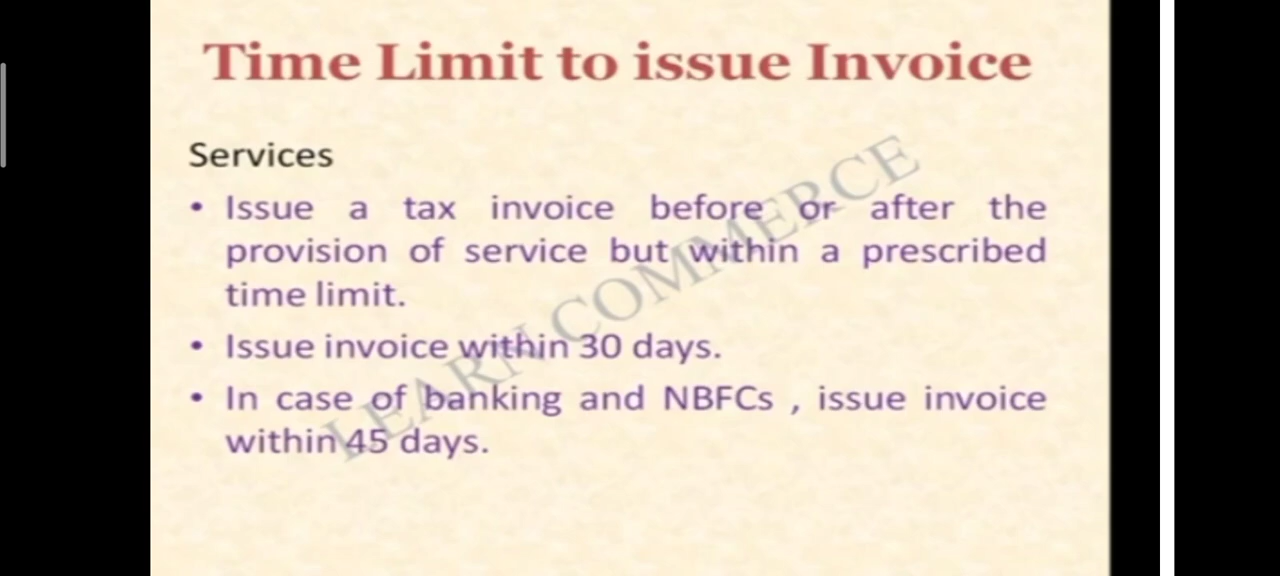 Time Limit to issue Invoice
Services
• Issue a tax invoice before or after the
provision of service but within a prescribed
time limit.
• Issue invoice within 30 days.
• In case of banking and NBFCs , issue invoice
within 45 days.
LEARN COMMERCE